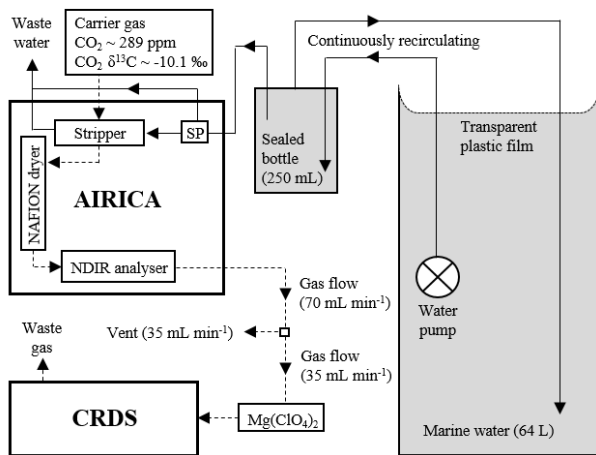 Waste
water
Carrier gas
CO₂ ~ 289 ppm
CO₂ δ¹³C ~ -10.1 ‰
Continuously recirculating
Stripper
SP
Sealed
bottle
(250 mL)
Transparent
plastic film
NAFION dryer
AIRICA
NDIR analyser
Gas flow
(70 mL min⁻¹)
Water
pump
Waste
gas
Vent (35 mL min⁻¹)
Gas flow
(35 mL min⁻¹)
CRDS
Mg(ClO₄)₂
Marine water (64 L)